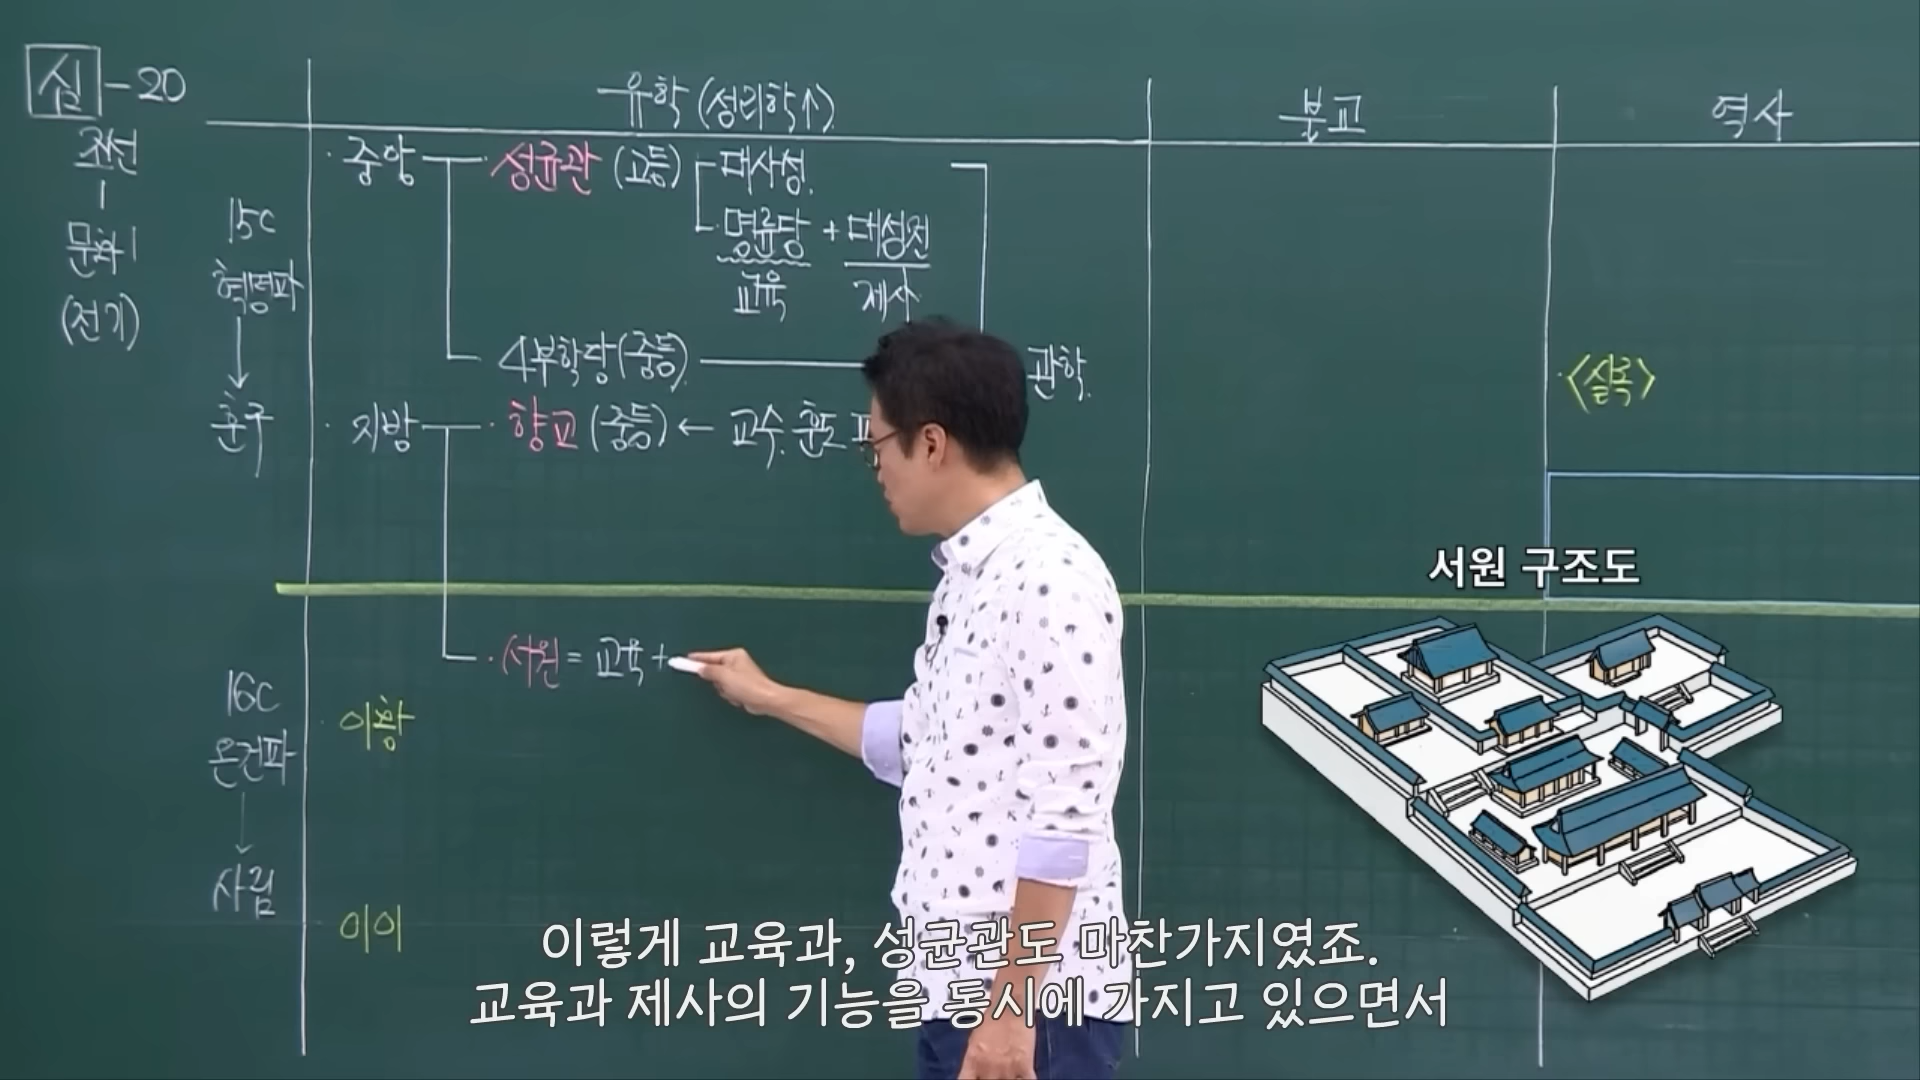 심-20
조선
문화1
(전기)
15C
혁명파
훈구
16C
온건파
사림
유학(성리학↑)
불교
역사
·중앙
·성균관(고등)
대사성.
·명륜당 + 대성전
교육
제사
4부학당(중등)
관학.
·지방
·향교(중등) ← 교수.훈도 파
·<실록>
·서원 = 교육+
·이황
이이
서원 구조도
이렇게 교육과, 성균관도 마찬가지였죠.
교육과 제사의 기능을 동시에 가지고 있으면서